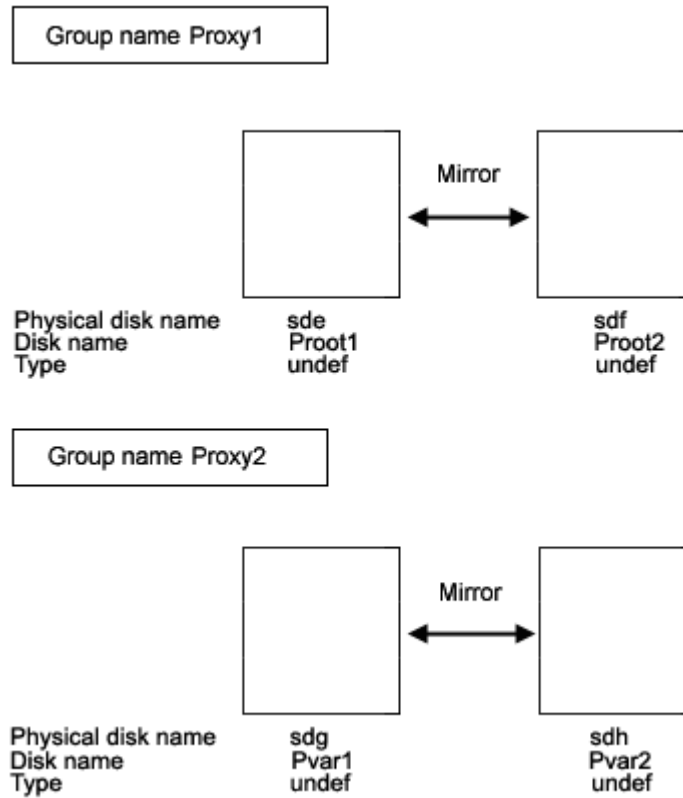 Group name Proxy1
Mirror
Physical disk name sde sdf
Disk name Proot1 Proot2
Type undef undef
Group name Proxy2
Mirror
Physical disk name sdg sdh
Disk name Pvar1 Pvar2
Type undef undef